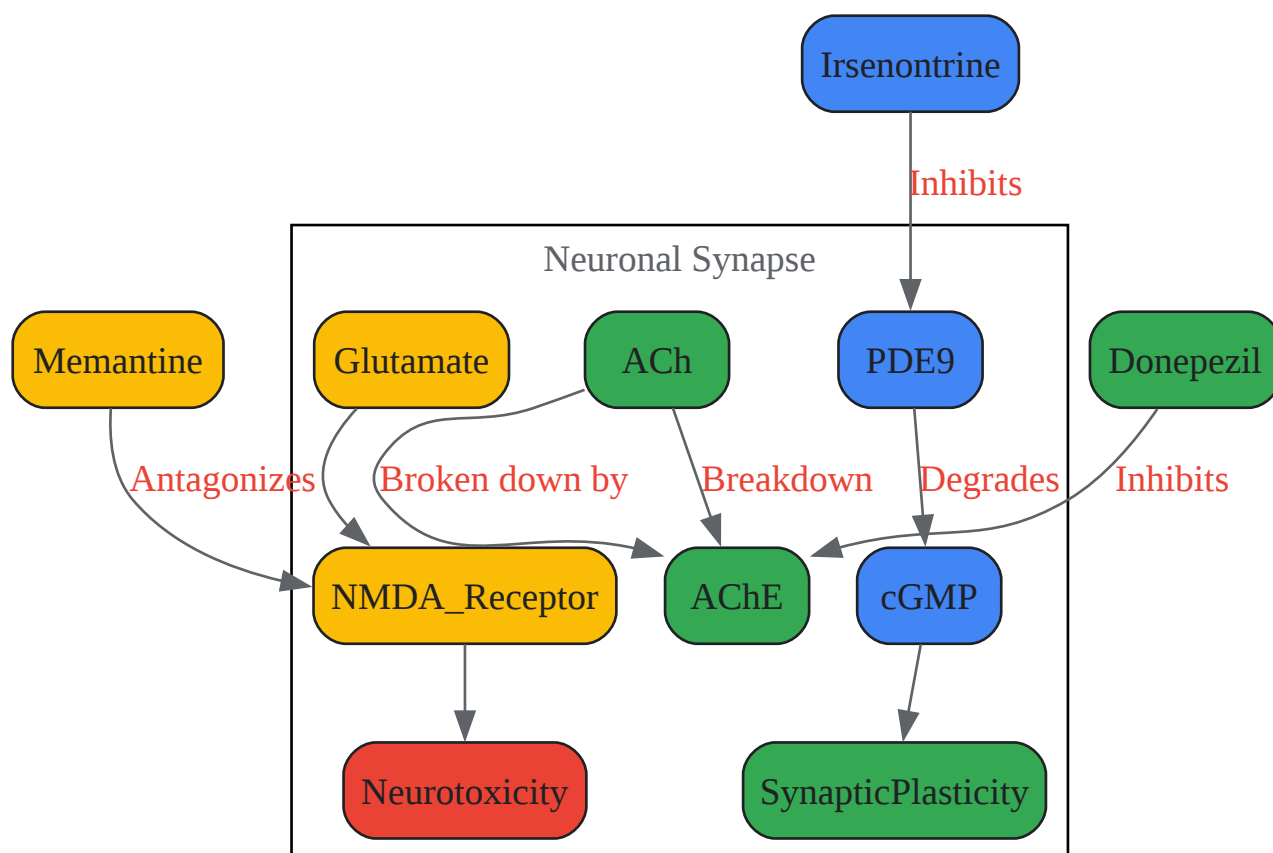 Irsenontrine
Inhibits
Neuronal Synapse
Memantine
Glutamate
ACh
PDE9
Donepezil
Antagonizes
Broken down by
Breakdown
Degrades
Inhibits
NMDA_Receptor
AChE
cGMP
Neurotoxicity
SynapticPlasticity